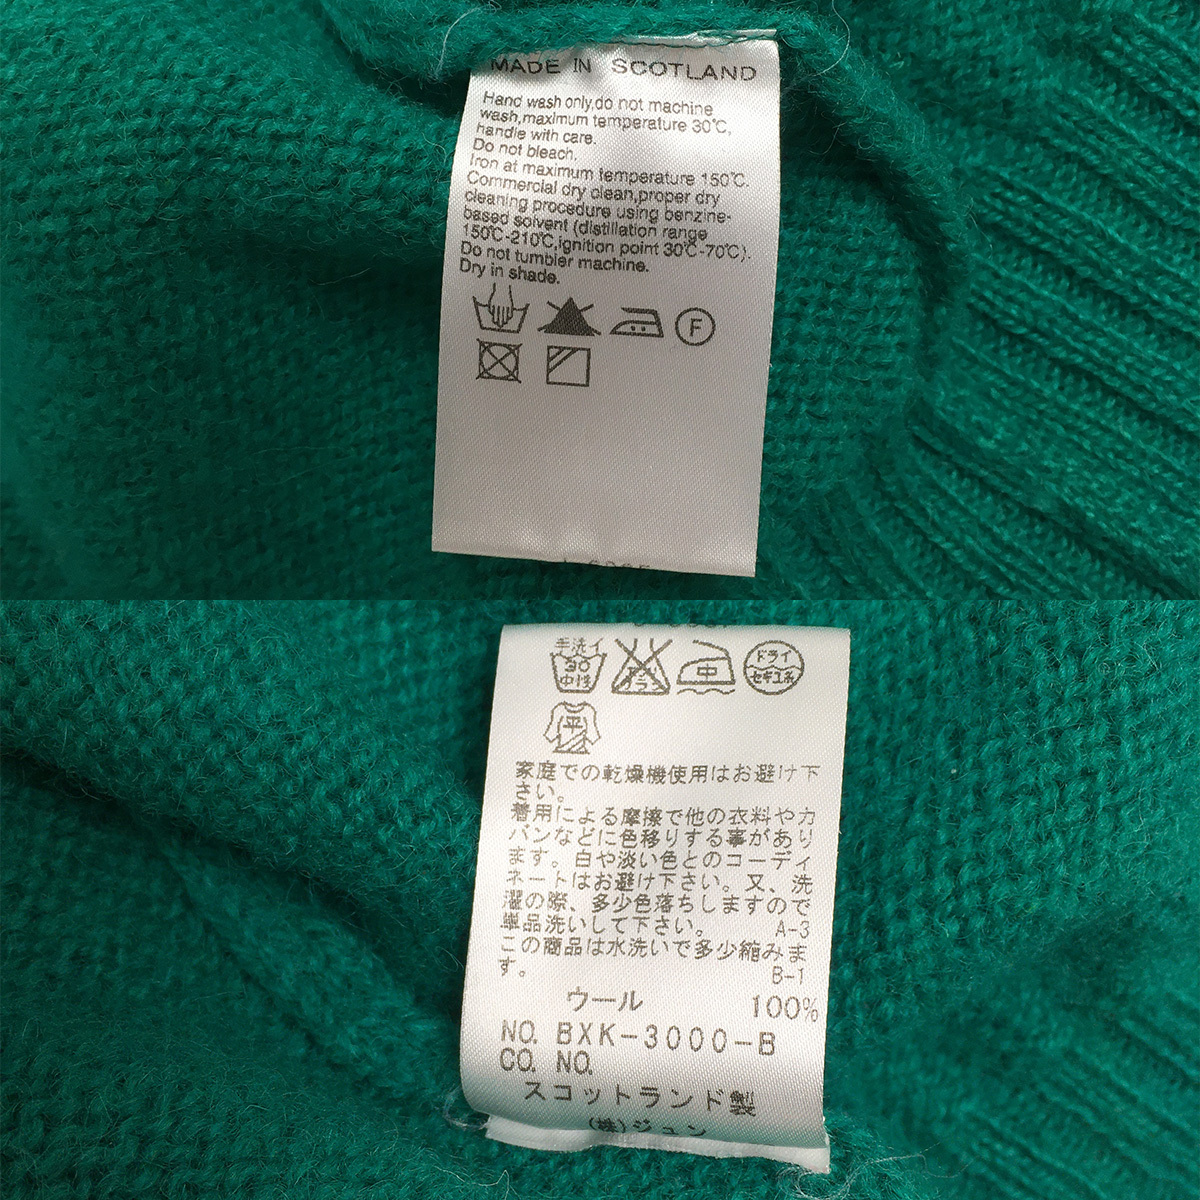 MADE IN SCOTLAND
Hand wash only,do not machine
wash,maximum temperature 30℃,
handle with care.
Do not bleach.
Iron at maximum temperature 150℃.
Commercial dry clean,proper dry
cleaning procedure using benzine-
based solvent (distillation range
150℃-210℃,ignition point 30℃-70℃).
Do not tumbler machine.
Dry in shade.
F
手洗イ
30
中性
中
ドライ
セキユ系
平
家庭での乾燥機使用はお避け下
さい。
着用による摩擦で他の衣料やカ
バンなどに色移りする事があり
ます。白や淡い色とのコーディ
ネートはお避け下さい。又、洗
濯の際、多少色落ちしますので
単品洗いして下さい。 A-3
この商品は水洗いで多少縮みま
す。 B-1
ウール 100%
NO. BXK-3000-B
CO. NO.
スコットランド製
(株)ジュン